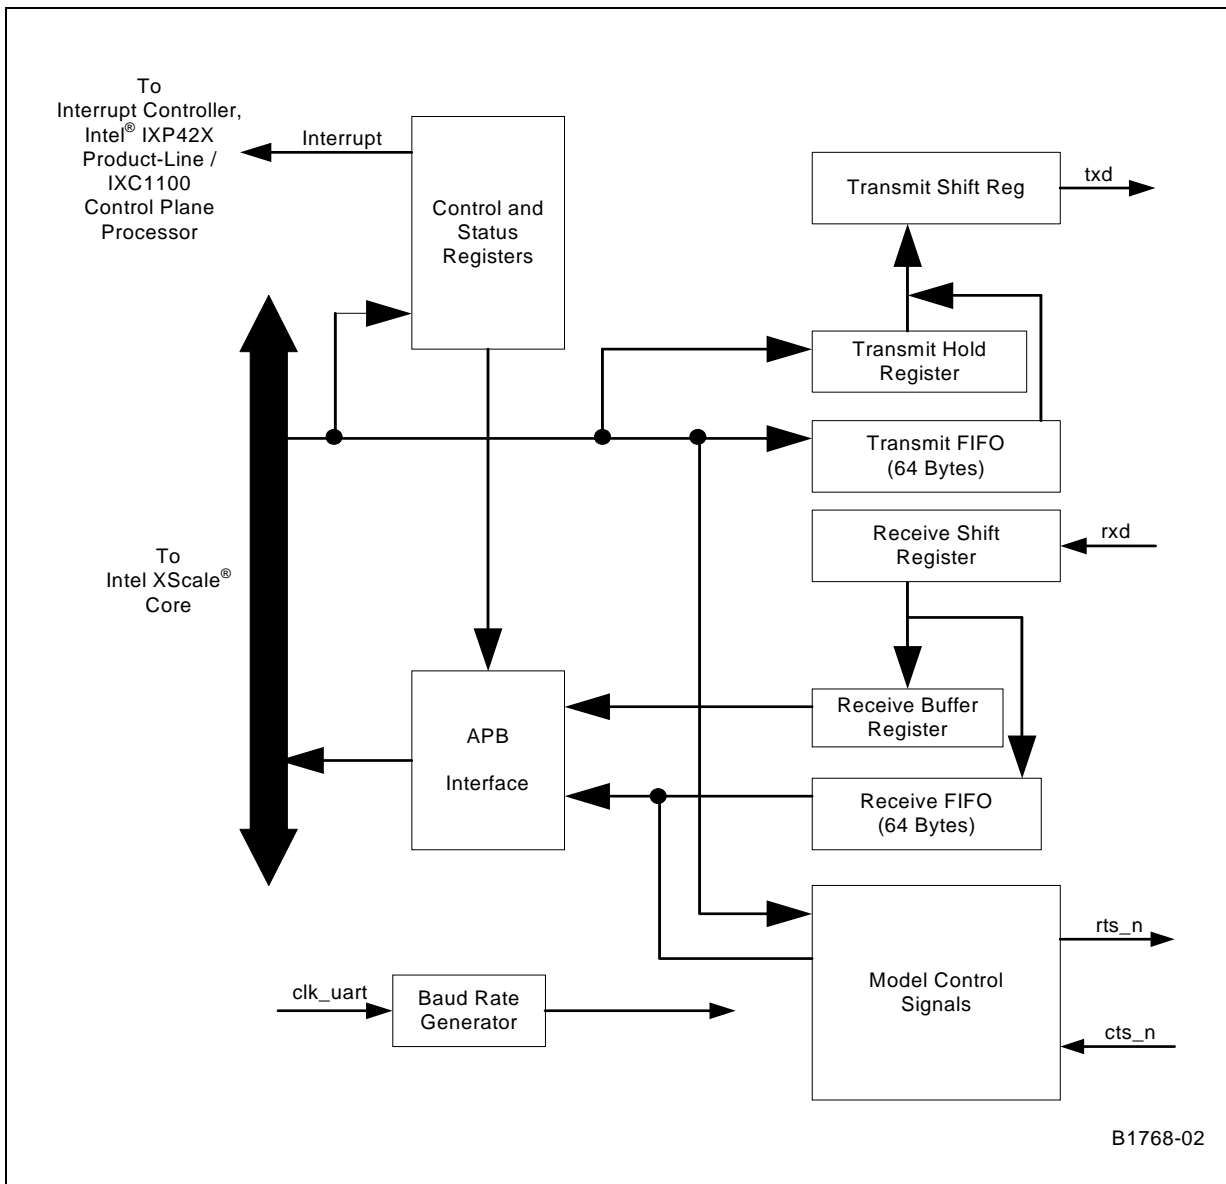 To
Interrupt Controller,
Intel® IXP42X
Product-Line /
IXC1100
Control Plane
Processor
Interrupt
Control and
Status
Registers
Transmit Shift Reg
txd
Transmit Hold
Register
Transmit FIFO
(64 Bytes)
Receive Shift
Register
rxd
To
Intel XScale®
Core
APB
Interface
Receive Buffer
Register
Receive FIFO
(64 Bytes)
Model Control
Signals
rts_n
cts_n
clk_uart
Baud Rate
Generator
B1768-02